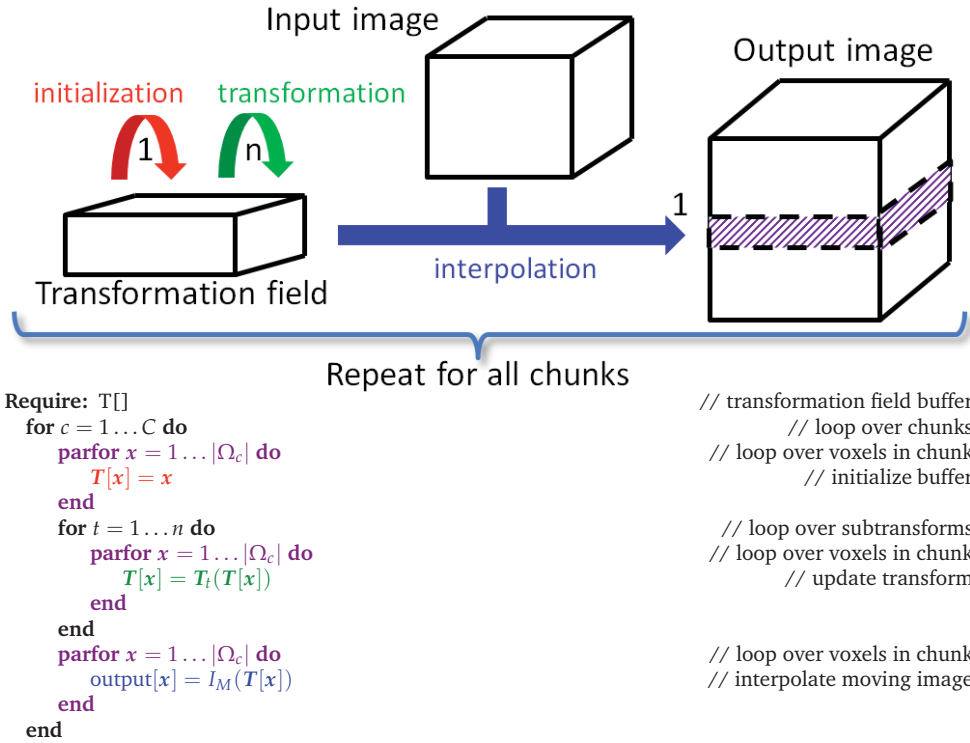 Input image
Output image
initialization transformation
1 n
1
interpolation
Transformation field
Repeat for all chunks
Require: T[] // transformation field buffer
for c = 1 … C do // loop over chunks
parfor x = 1 … |Ω_c| do // loop over voxels in chunk
T[x] = x // initialize buffer
end
for t = 1 … n do // loop over subtransforms
parfor x = 1 … |Ω_c| do // loop over voxels in chunk
T[x] = T_t(T[x]) // update transform
end
end
parfor x = 1 … |Ω_c| do // loop over voxels in chunk
output[x] = I_M(T[x]) // interpolate moving image
end
end